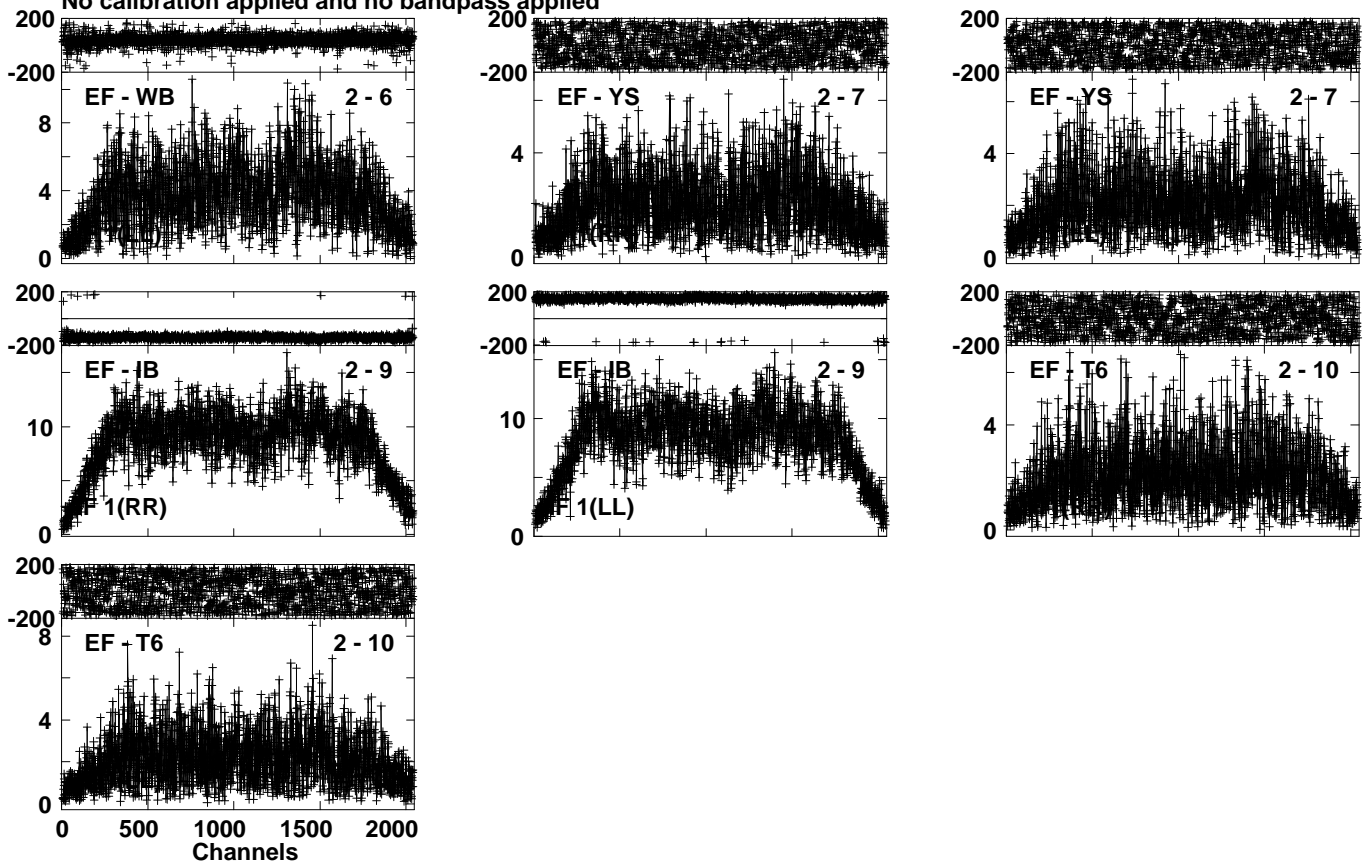 No calibration applied and no bandpass applied
200
-200
EF - WB 2 - 6
8
4
0
200
-200
EF - YS 2 - 7
4
0
200
-200
EF - YS 2 - 7
4
0
200
-200
EF - IB 2 - 9
10
F 1(RR)
0
200
-200
EF - IB 2 - 9
10
F 1(LL)
0
200
-200
EF - T6 2 - 10
4
0
200
-200
EF - T6 2 - 10
8
4
0
0 500 1000 1500 2000
Channels